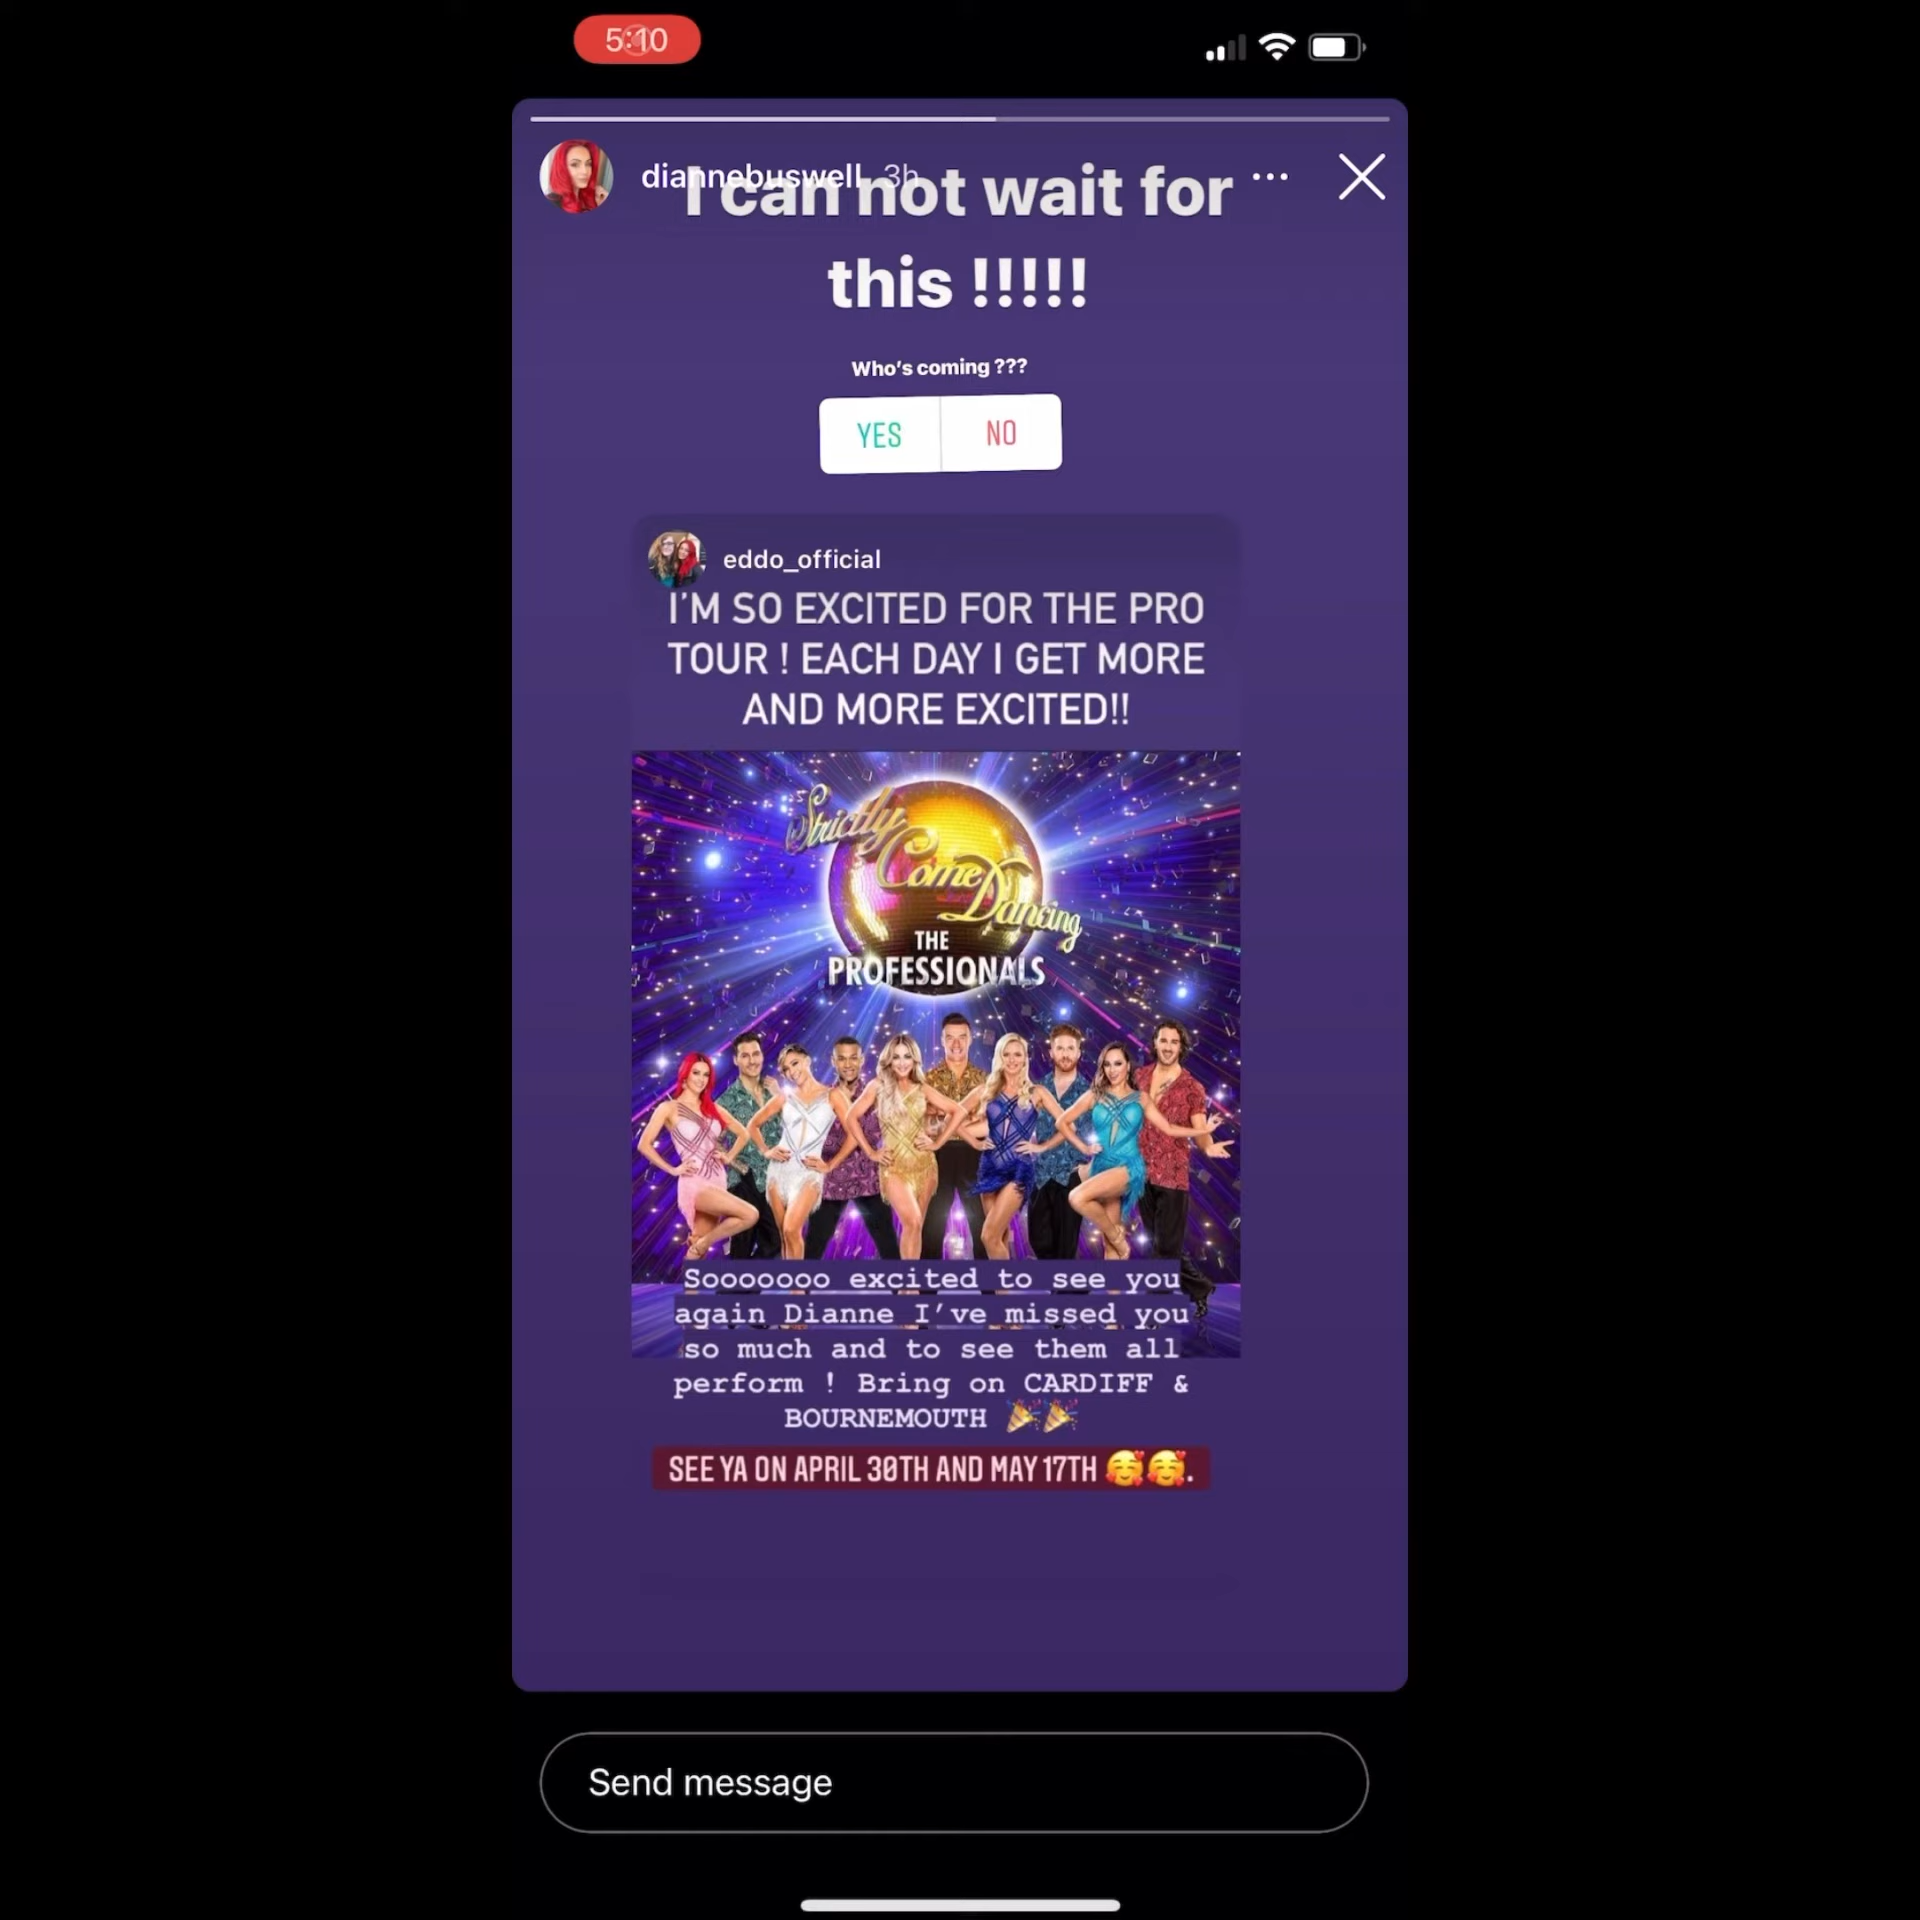 5:10
diannebuswell 3h
I can not wait for
this !!!!!
Who's coming ???
YES NO
eddo_official
I'M SO EXCITED FOR THE PRO
TOUR ! EACH DAY I GET MORE
AND MORE EXCITED!!
Strictly
Come
Dancing
THE
PROFESSIONALS
Sooooooo excited to see you
again Dianne I've missed you
so much and to see them all
perform ! Bring on CARDIFF &
BOURNEMOUTH 🎉🎉
SEE YA ON APRIL 30TH AND MAY 17TH 🥰🥰.
Send message